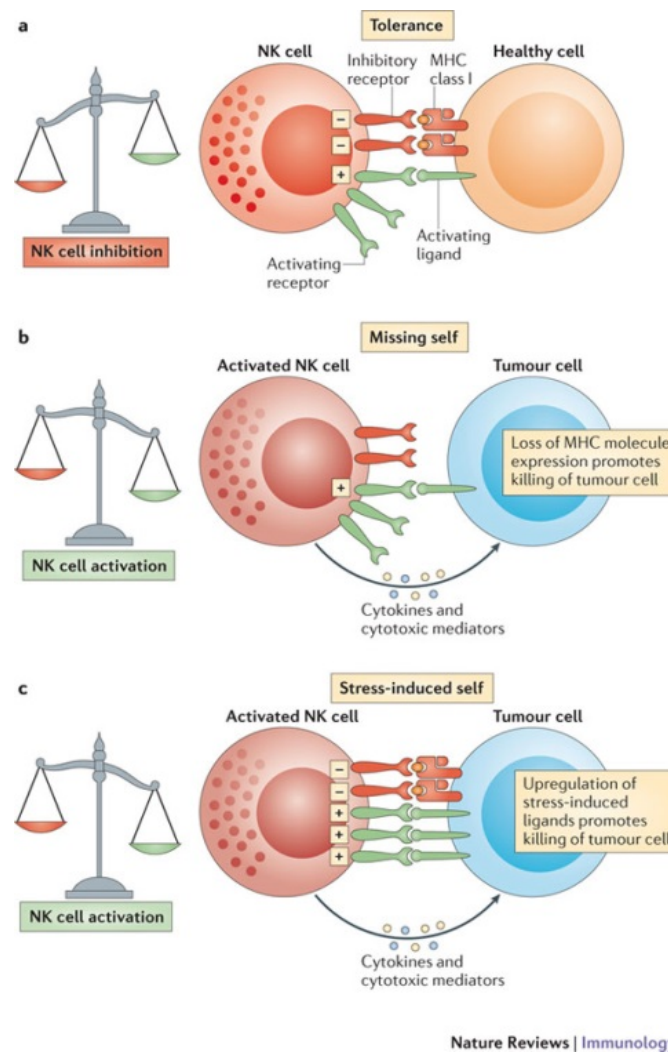 a
Tolerance
NK cell
Healthy cell
Inhibitory
receptor
MHC
class I
−
−
+
NK cell inhibition
Activating
receptor
Activating
ligand
b
Missing self
Activated NK cell
Tumour cell
+
Loss of MHC molecule
expression promotes
killing of tumour cell
NK cell activation
Cytokines and
cytotoxic mediators
c
Stress-induced self
Activated NK cell
Tumour cell
−
−
+
+
+
Upregulation of
stress-induced
ligands promotes
killing of tumour cell
NK cell activation
Cytokines and
cytotoxic mediators
Nature Reviews | Immunolog